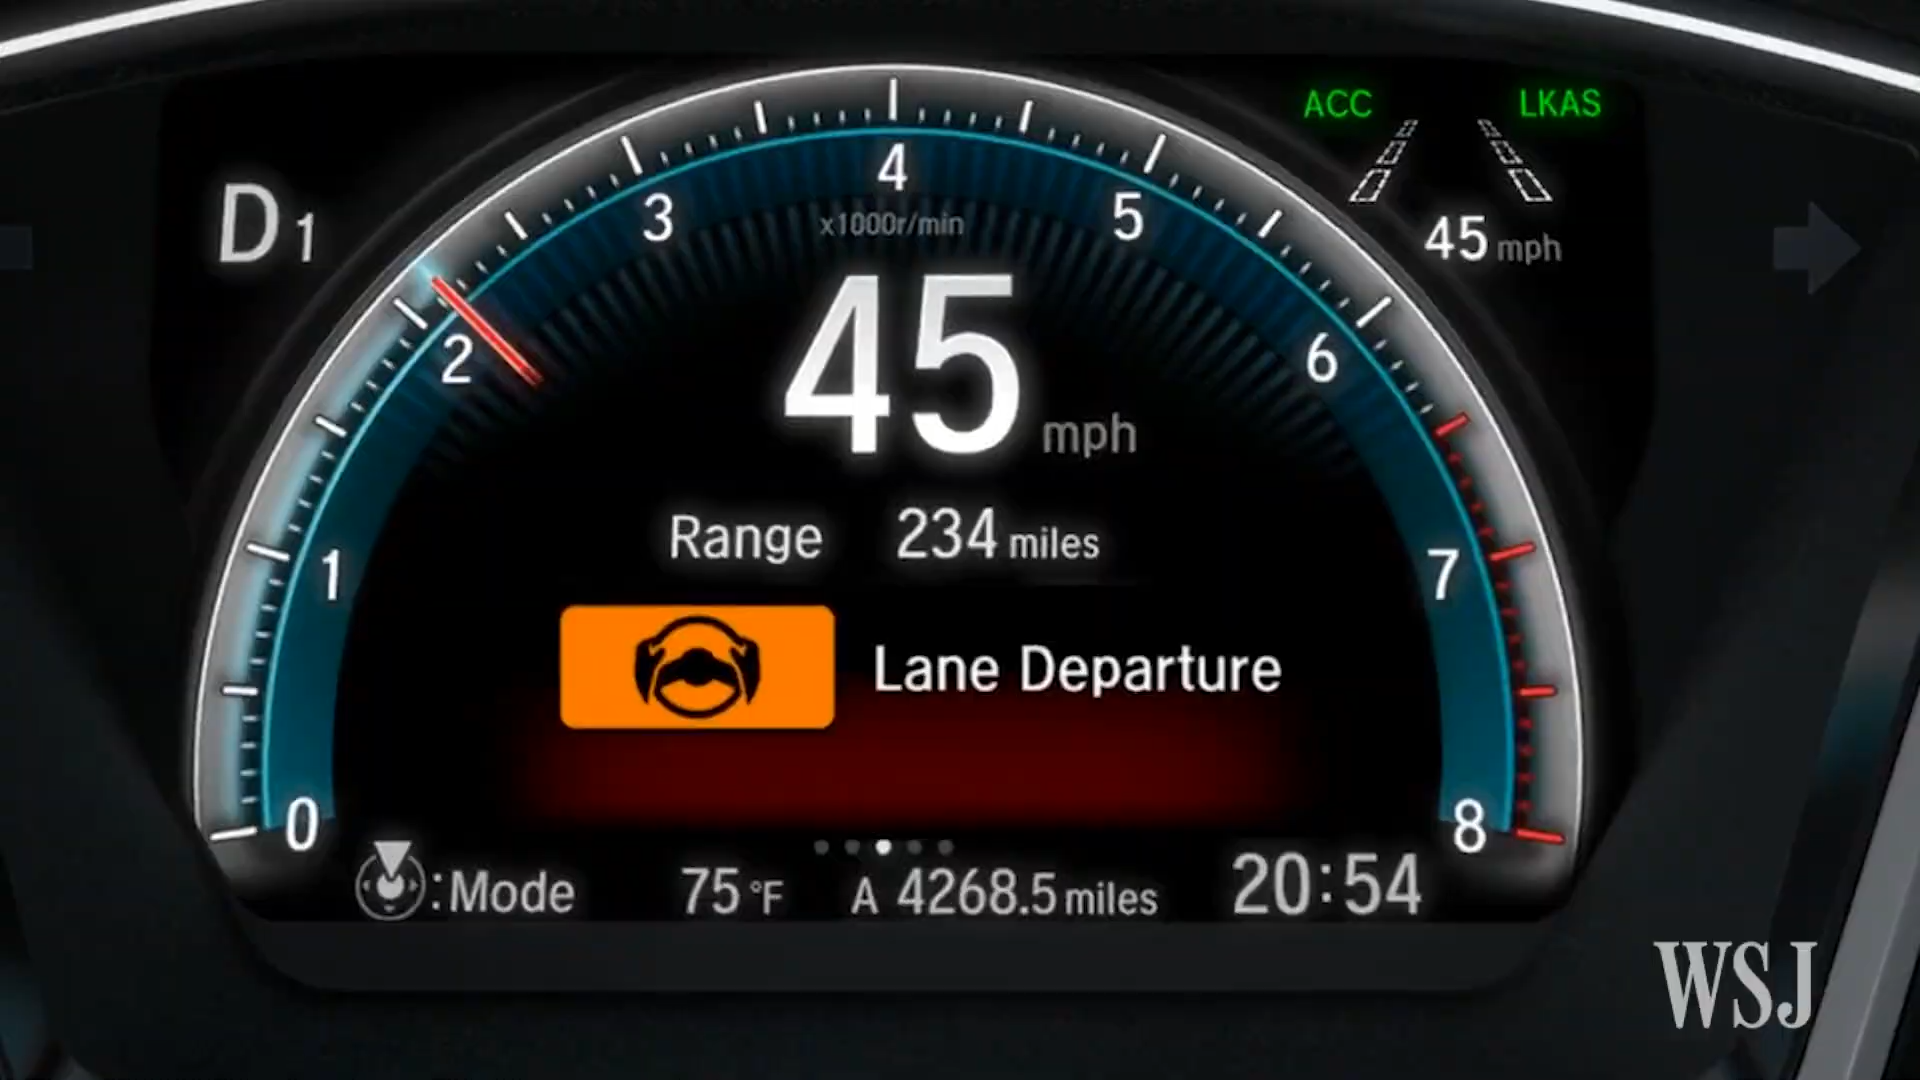 ACC LKAS
D 1
45 mph
4
3 5
x1000r/min
45 mph
2 6
Range 234 miles
1 7
Lane Departure
0 8
:Mode 75 °F A 4268.5 miles 20:54
WSJ